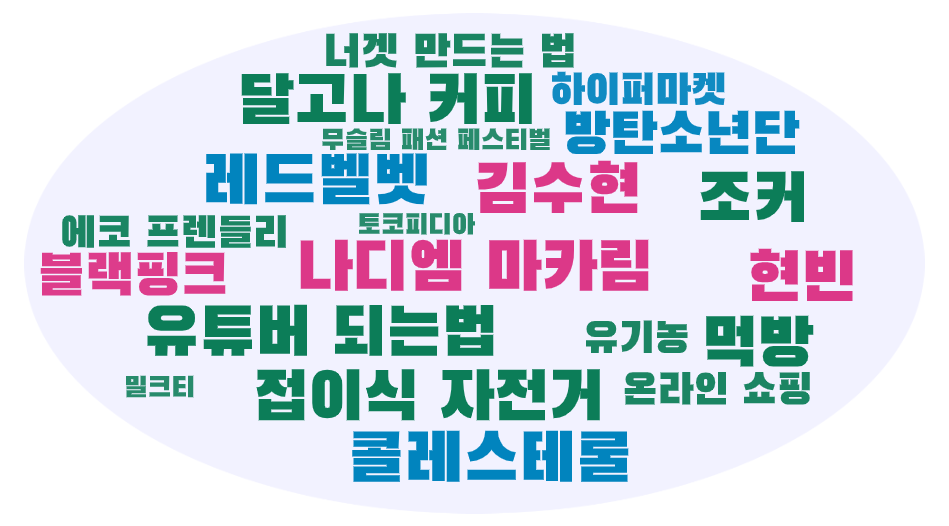 너겟 만드는 법
달고나 커피
하이퍼마켓
방탄소년단
무슬림 패션 페스티벌
레드벨벳
김수현
조커
에코 프렌들리
토코피디아
블랙핑크
나디엠 마카림
현빈
유튜버 되는법
유기농
먹방
밀크티
접이식 자전거
온라인 쇼핑
콜레스테롤